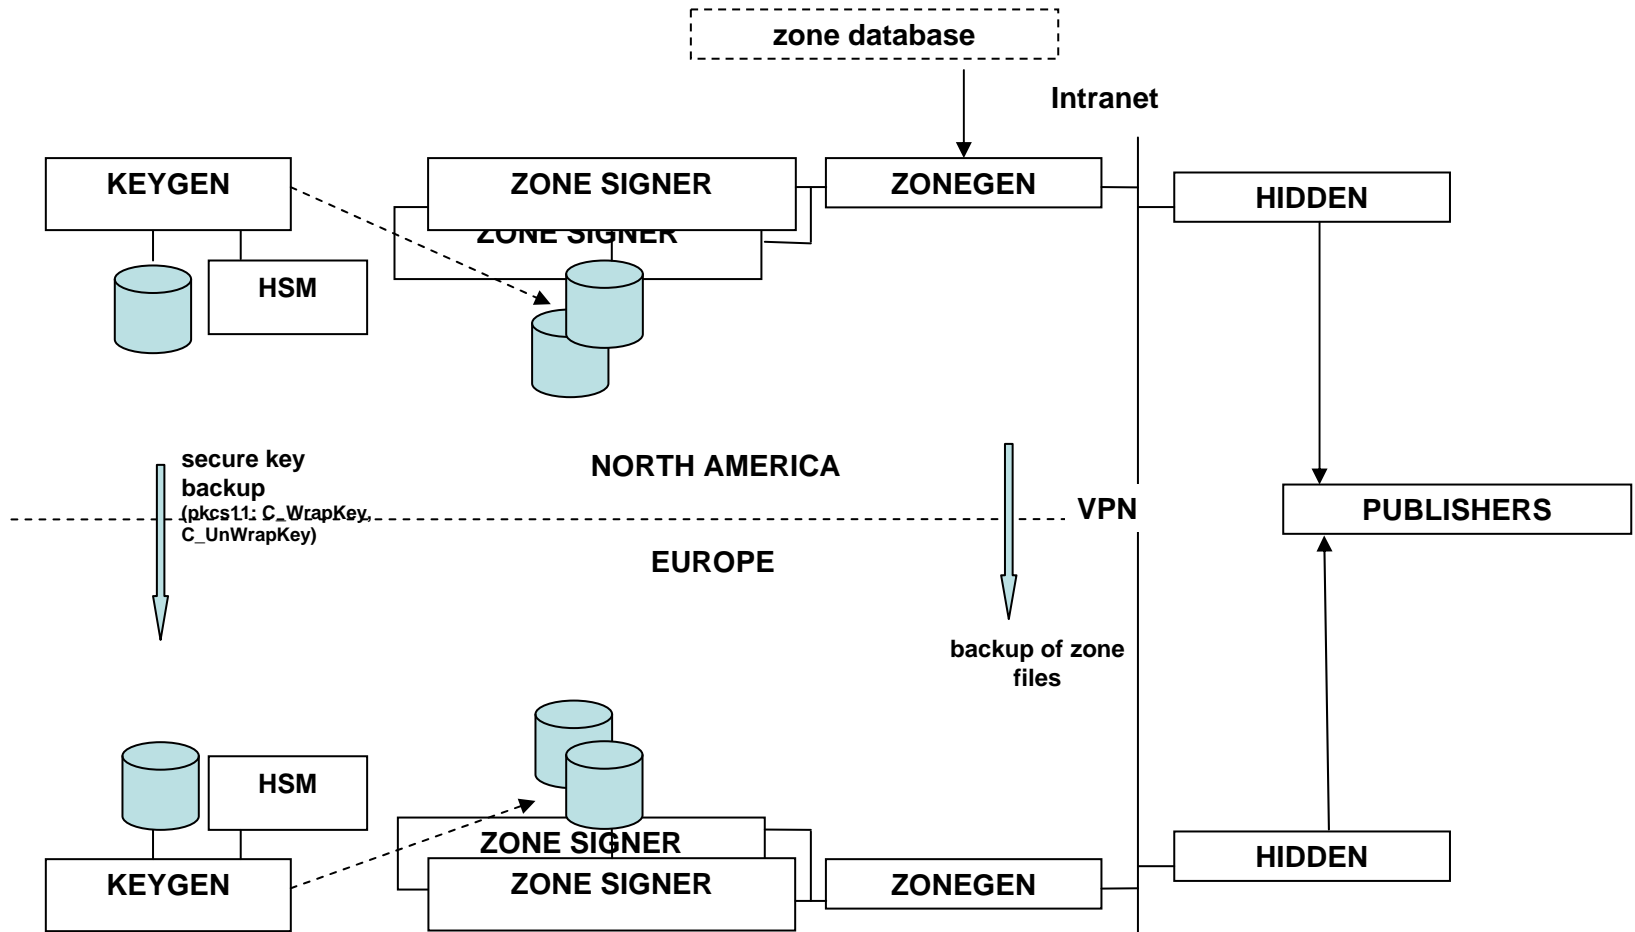 zone database
Intranet
KEYGEN
ZONE SIGNER
ZONEGEN
HIDDEN
ZONE SIGNER
HSM
secure key
backup
(pkcs11: C_WrapKey,
C_UnWrapKey)
NORTH AMERICA
VPN
PUBLISHERS
EUROPE
backup of zone
files
HSM
ZONE SIGNER
HIDDEN
KEYGEN
ZONE SIGNER
ZONEGEN